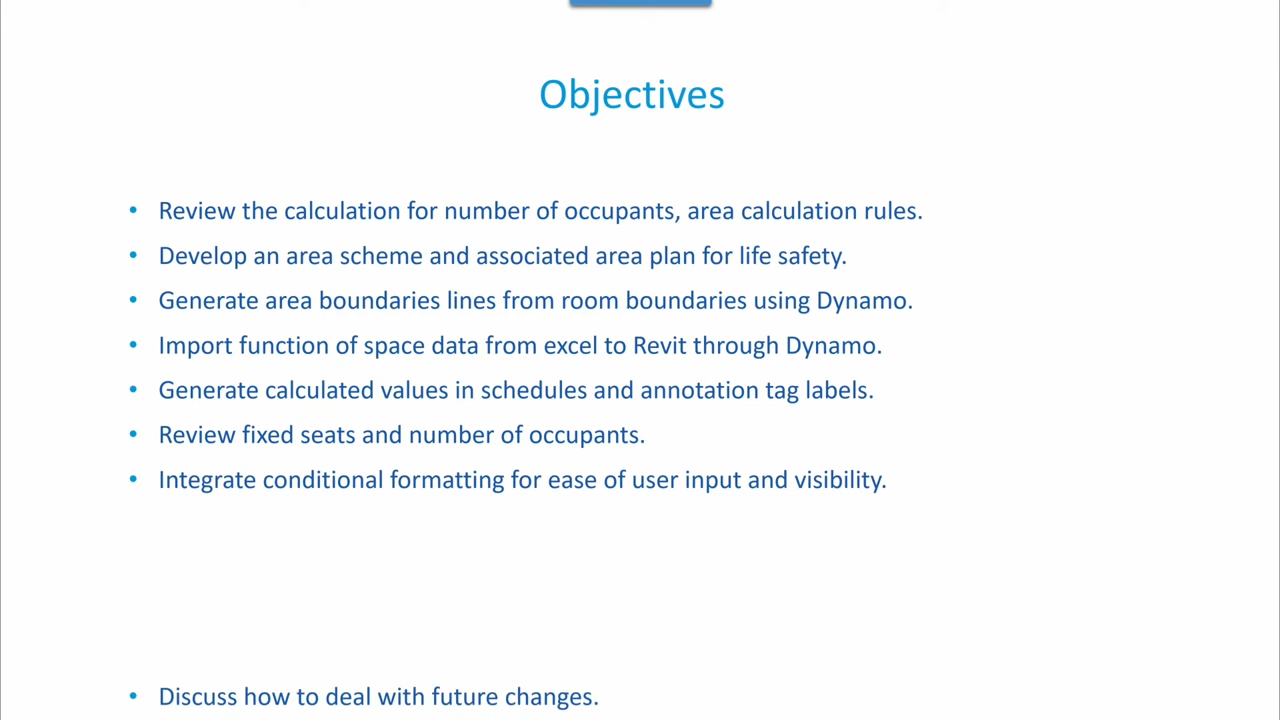 Objectives
• Review the calculation for number of occupants, area calculation rules.
• Develop an area scheme and associated area plan for life safety.
• Generate area boundaries lines from room boundaries using Dynamo.
• Import function of space data from excel to Revit through Dynamo.
• Generate calculated values in schedules and annotation tag labels.
• Review fixed seats and number of occupants.
• Integrate conditional formatting for ease of user input and visibility.
• Discuss how to deal with future changes.